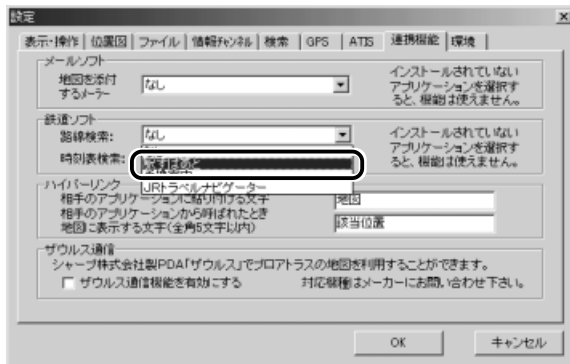 設定
表示・操作 位置図 ファイル 情報チャンネル 検索 GPS ATIS 連携機能 環境
メールソフト
地図を添付するメーラー
なし
インストールされていない
アプリケーションを選択す
ると、機能は使えません。
鉄道ソフト
路線検索:
なし
インストールされていない
アプリケーションを選択す
ると、機能は使えません。
時刻表検索:
駅すぱあと
JRトラベルナビゲーター
ハイパーリンク
相手のアプリケーションに貼り付ける文字
地図
相手のアプリケーションから呼ばれたとき
地図に表示する文字(全角5文字以内)
該当位置
ザウルス通信
シャープ株式会社製PDA「ザウルス」でプロアトラスの地図を利用することができます。
ザウルス通信機能を有効にする
対応機種はメーカーにお問い合わせ下さい。
OK キャンセル